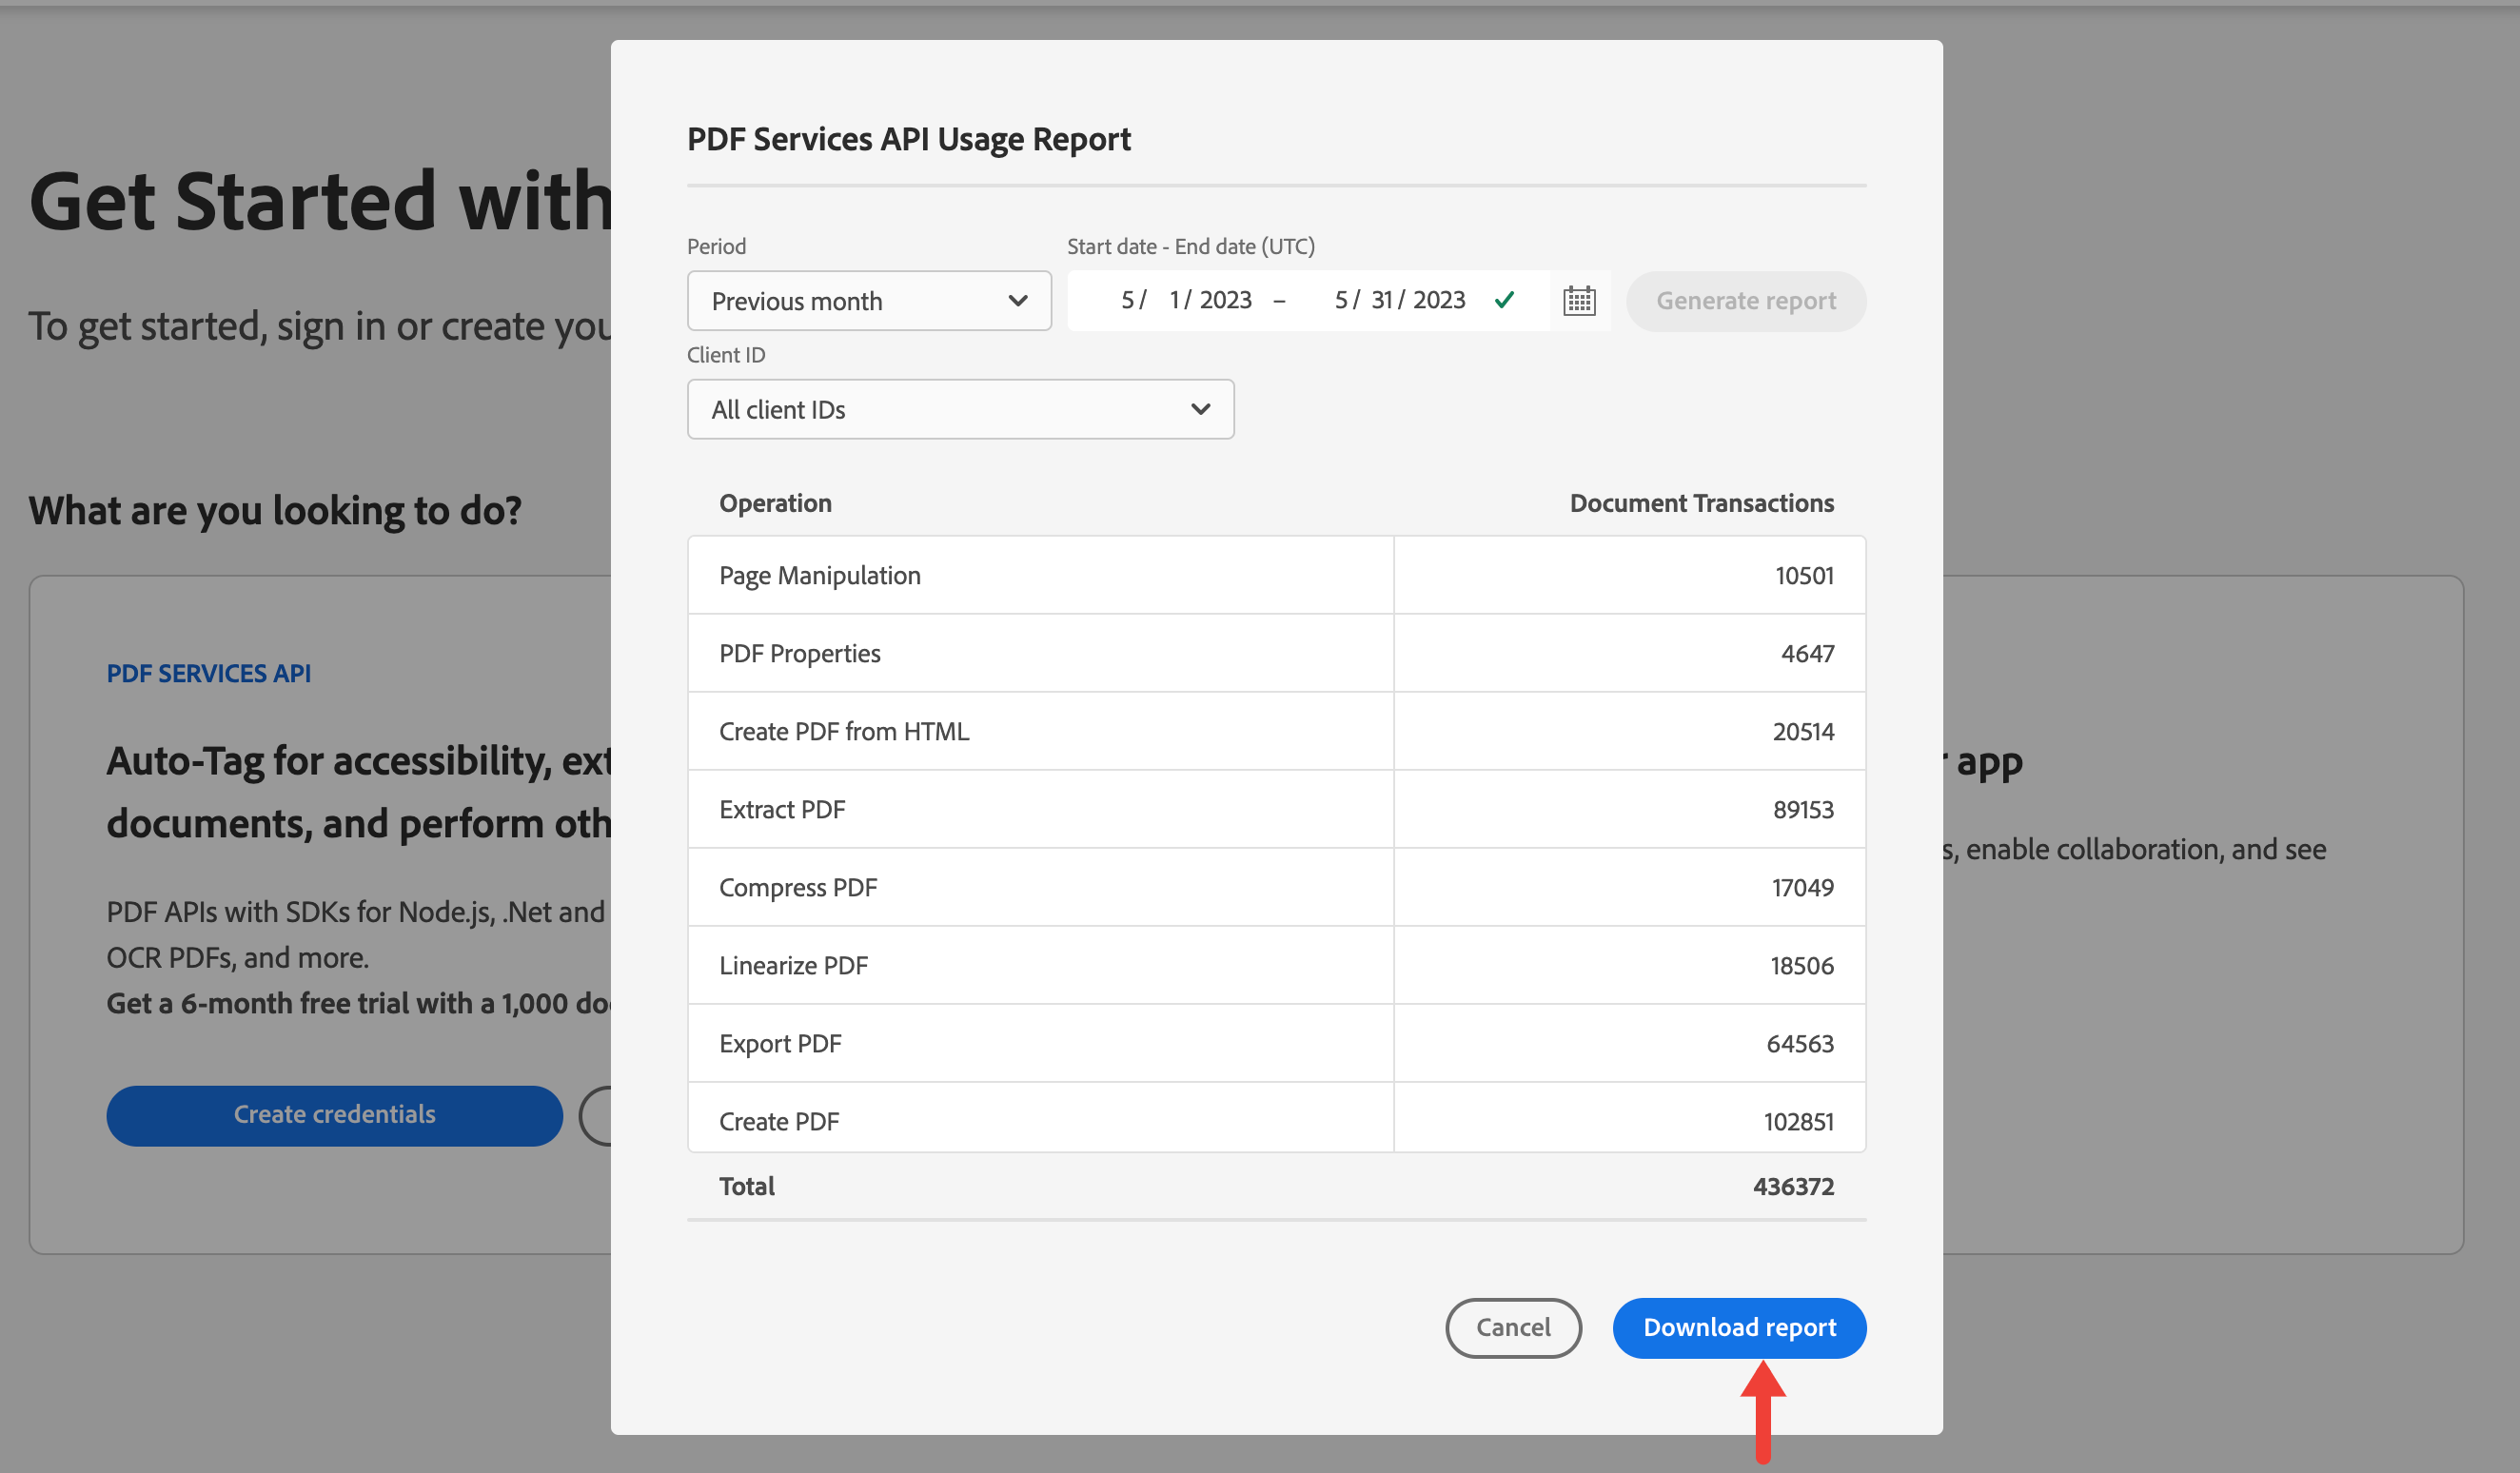 Get Started with
To get started, sign in or create you
What are you looking to do?
PDF SERVICES API
Auto-Tag for accessibility, ext
documents, and perform oth
PDF APIs with SDKs for Node.js, .Net and
OCR PDFs, and more.
Get a 6-month free trial with a 1,000 do
Create credentials
PDF Services API Usage Report
Period
Start date - End date (UTC)
Previous month
5/ 1/ 2023 – 5/ 31/ 2023
Generate report
Client ID
All client IDs
Operation Document Transactions
Page Manipulation 10501
PDF Properties 4647
Create PDF from HTML 20514
Extract PDF 89153
Compress PDF 17049
Linearize PDF 18506
Export PDF 64563
Create PDF 102851
Total 436372
Cancel
Download report
app
s, enable collaboration, and see